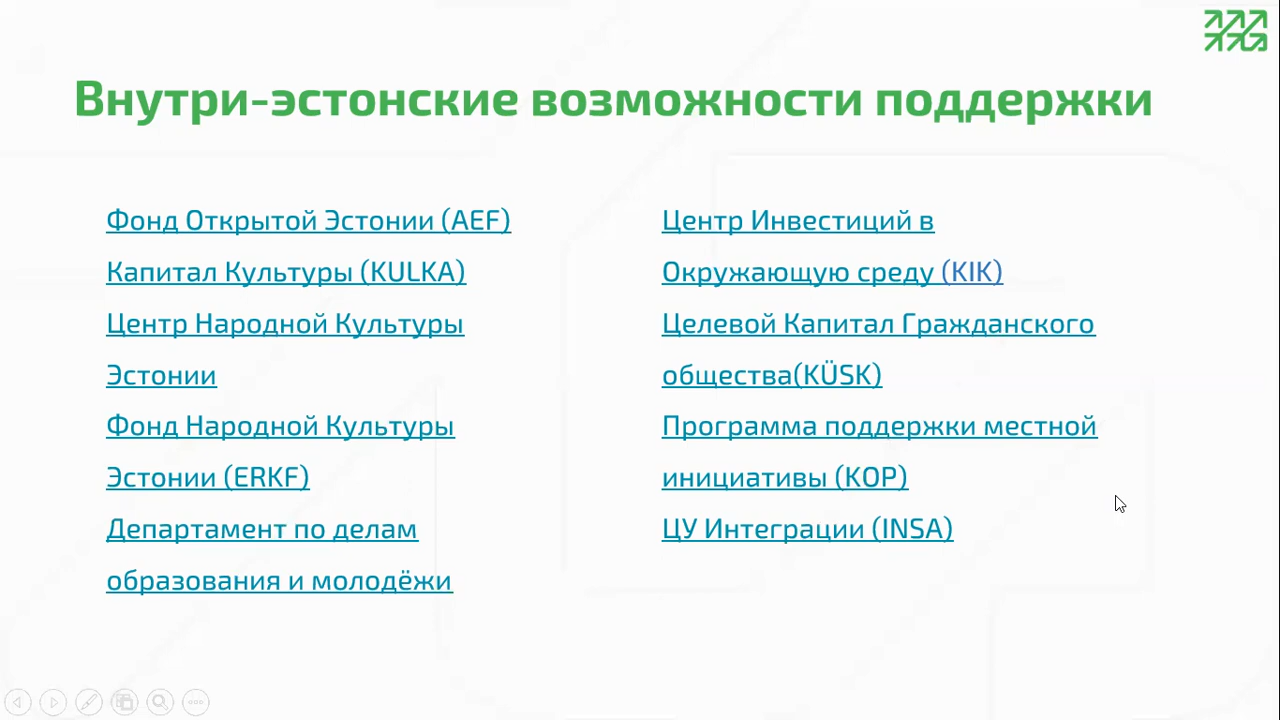 Внутри-эстонские возможности поддержки
Фонд Открытой Эстонии (AEF)
Капитал Культуры (KULKA)
Центр Народной Культуры
Эстонии
Фонд Народной Культуры
Эстонии (ERKF)
Департамент по делам
образования и молодёжи
Центр Инвестиций в
Окружающую среду (KIK)
Целевой Капитал Гражданского
общества(KÜSK)
Программа поддержки местной
инициативы (KOP)
ЦУ Интеграции (INSA)